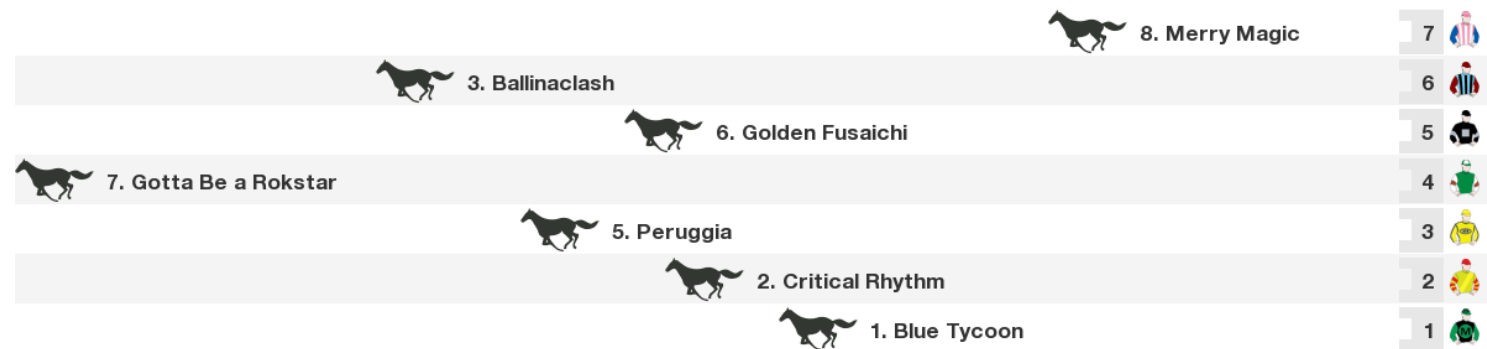 8. Merry Magic 7
3. Ballinaclash 6
6. Golden Fusaichi 5
7. Gotta Be a Rokstar 4
5. Peruggia 3
2. Critical Rhythm 2
1. Blue Tycoon 1
M